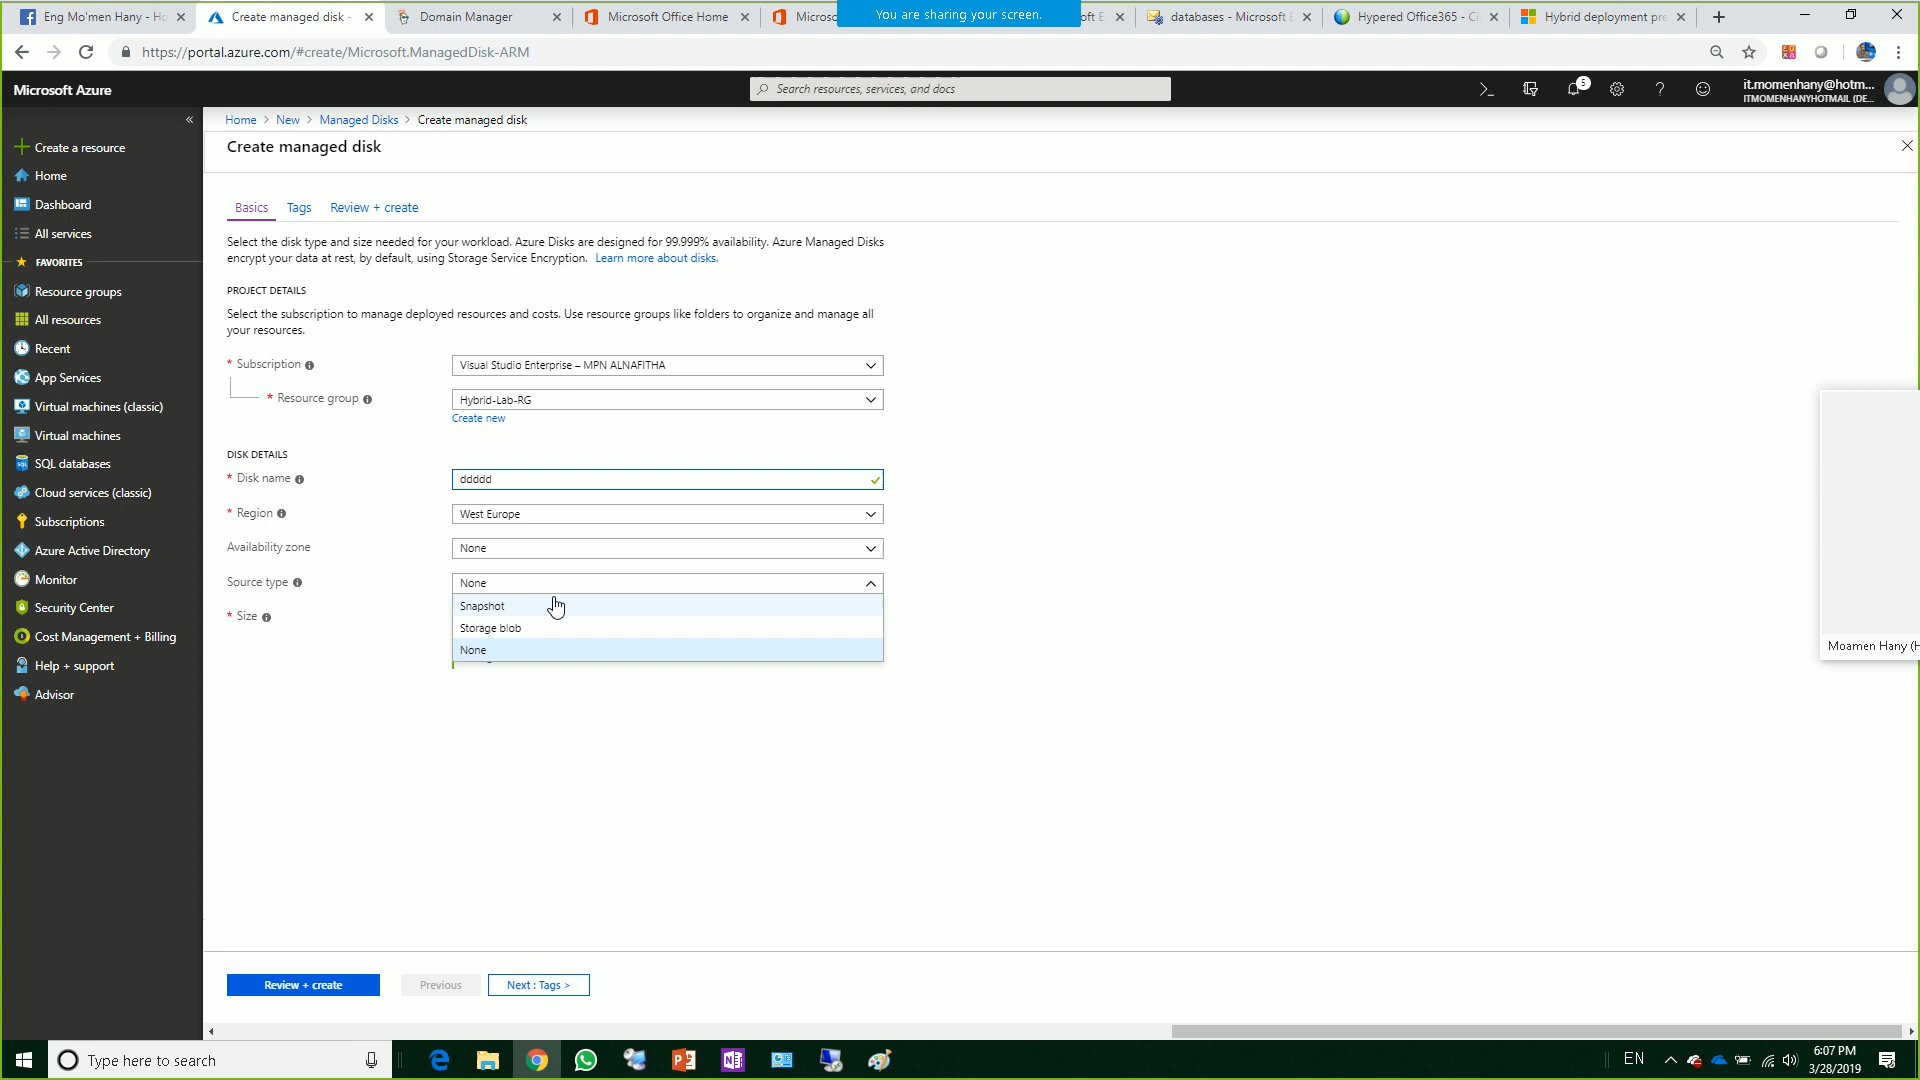 Eng Mo'men Hany - Ho
Create managed disk -
Domain Manager
Microsoft Office Home
Microso
You are sharing your screen.
oft E
databases - Microsoft E
Hypered Office365 - C
Hybrid deployment pre
https://portal.azure.com/#create/Microsoft.ManagedDisk-ARM
Microsoft Azure
Search resources, services, and docs
5
it.momenhany@hotm...
ITMOMENHANYHOTMAIL (DE...
Create a resource
Home
Dashboard
All services
FAVORITES
Resource groups
All resources
Recent
App Services
Virtual machines (classic)
Virtual machines
SQL databases
Cloud services (classic)
Subscriptions
Azure Active Directory
Monitor
Security Center
Cost Management + Billing
Help + support
Advisor
Home > New > Managed Disks > Create managed disk
Create managed disk
Basics Tags Review + create
Select the disk type and size needed for your workload. Azure Disks are designed for 99.999% availability. Azure Managed Disks
encrypt your data at rest, by default, using Storage Service Encryption. Learn more about disks.
PROJECT DETAILS
Select the subscription to manage deployed resources and costs. Use resource groups like folders to organize and manage all
your resources.
* Subscription
Visual Studio Enterprise – MPN ALNAFITHA
* Resource group
Hybrid-Lab-RG
Create new
DISK DETAILS
* Disk name
ddddd
* Region
West Europe
Availability zone
None
Source type
None
Snapshot
* Size
Storage blob
None
Review + create
Previous
Next : Tags >
Moamen Hany (H
Type here to search
EN
6:07 PM
3/28/2019